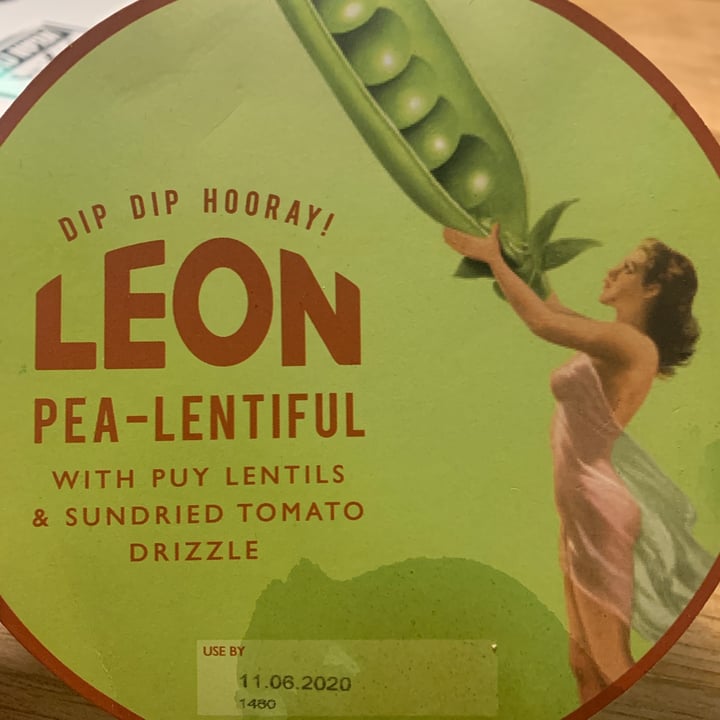 DIP DIP HOORAY!
LEON
PEA-LENTIFUL
WITH PUY LENTILS
& SUNDRIED TOMATO
DRIZZLE
USE BY
11.06.2020
1480